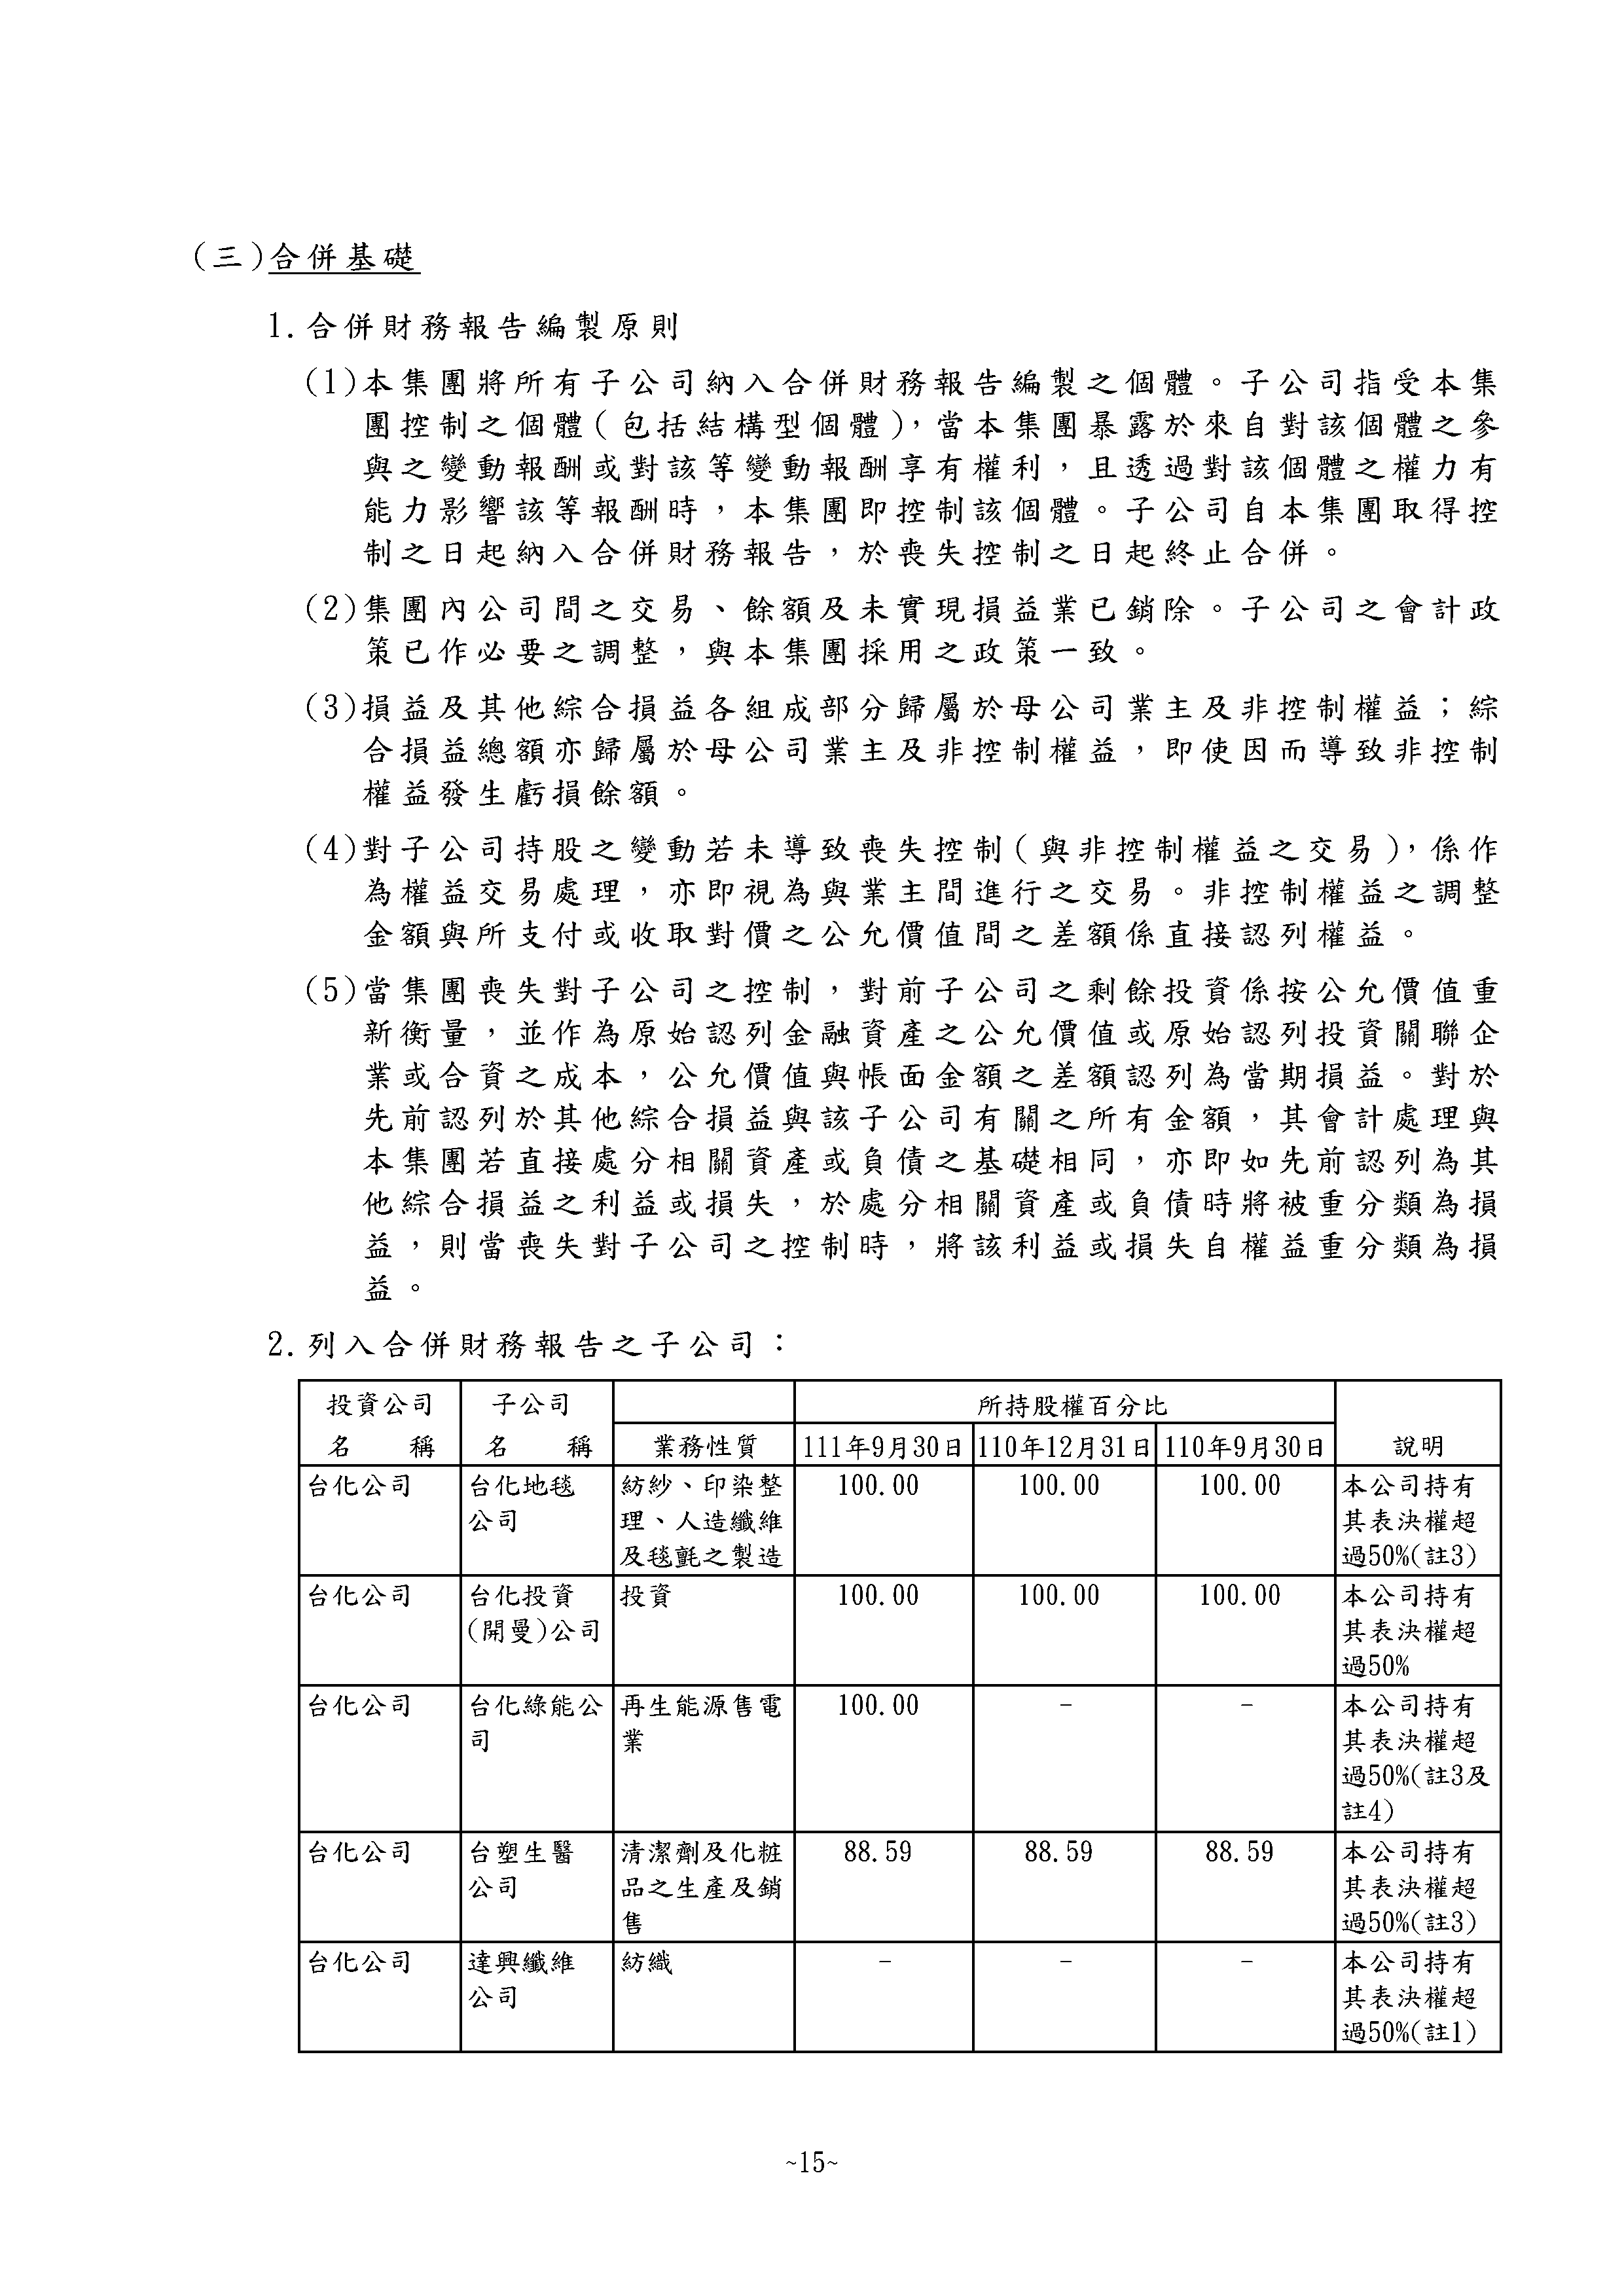 (三)合併基礎
1.合併財務報告編製原則
(1)本集團將所有子公司納入合併財務報告編製之個體。子公司指受本集
團控制之個體(包括結構型個體)，當本集團暴露於來自對該個體之參
與之變動報酬或對該等變動報酬享有權利，且透過對該個體之權力有
能力影響該等報酬時，本集團即控制該個體。子公司自本集團取得控
制之日起納入合併財務報告，於喪失控制之日起終止合併。
(2)集團內公司間之交易、餘額及未實現損益業已銷除。子公司之會計政
策已作必要之調整，與本集團採用之政策一致。
(3)損益及其他綜合損益各組成部分歸屬於母公司業主及非控制權益；綜
合損益總額亦歸屬於母公司業主及非控制權益，即使因而導致非控制
權益發生虧損餘額。
(4)對子公司持股之變動若未導致喪失控制(與非控制權益之交易)，係作
為權益交易處理，亦即視為與業主間進行之交易。非控制權益之調整
金額與所支付或收取對價之公允價值間之差額係直接認列權益。
(5)當集團喪失對子公司之控制，對前子公司之剩餘投資係按公允價值重
新衡量，並作為原始認列金融資產之公允價值或原始認列投資關聯企
業或合資之成本，公允價值與帳面金額之差額認列為當期損益。對於
先前認列於其他綜合損益與該子公司有關之所有金額，其會計處理與
本集團若直接處分相關資產或負債之基礎相同，亦即如先前認列為其
他綜合損益之利益或損失，於處分相關資產或負債時將被重分類為損
益，則當喪失對子公司之控制時，將該利益或損失自權益重分類為損
益。
2.列入合併財務報告之子公司：
投資公司 子公司 所持股權百分比
名　　稱 名　　稱 業務性質 111年9月30日 110年12月31日 110年9月30日 說明
台化公司 台化地毯 紡紗、印染整 100.00 100.00 100.00 本公司持有
公司 理、人造纖維 其表決權超
及毯氈之製造 過50%(註3)
台化公司 台化投資 投資 100.00 100.00 100.00 本公司持有
(開曼)公司 其表決權超
過50%
台化公司 台化綠能公 再生能源售電 100.00 - - 本公司持有
司 業 其表決權超
過50%(註3及
註4)
台化公司 台塑生醫 清潔劑及化粧 88.59 88.59 88.59 本公司持有
公司 品之生產及銷 其表決權超
售 過50%(註3)
台化公司 達興纖維 紡織 - - - 本公司持有
公司 其表決權超
過50%(註1)
~15~